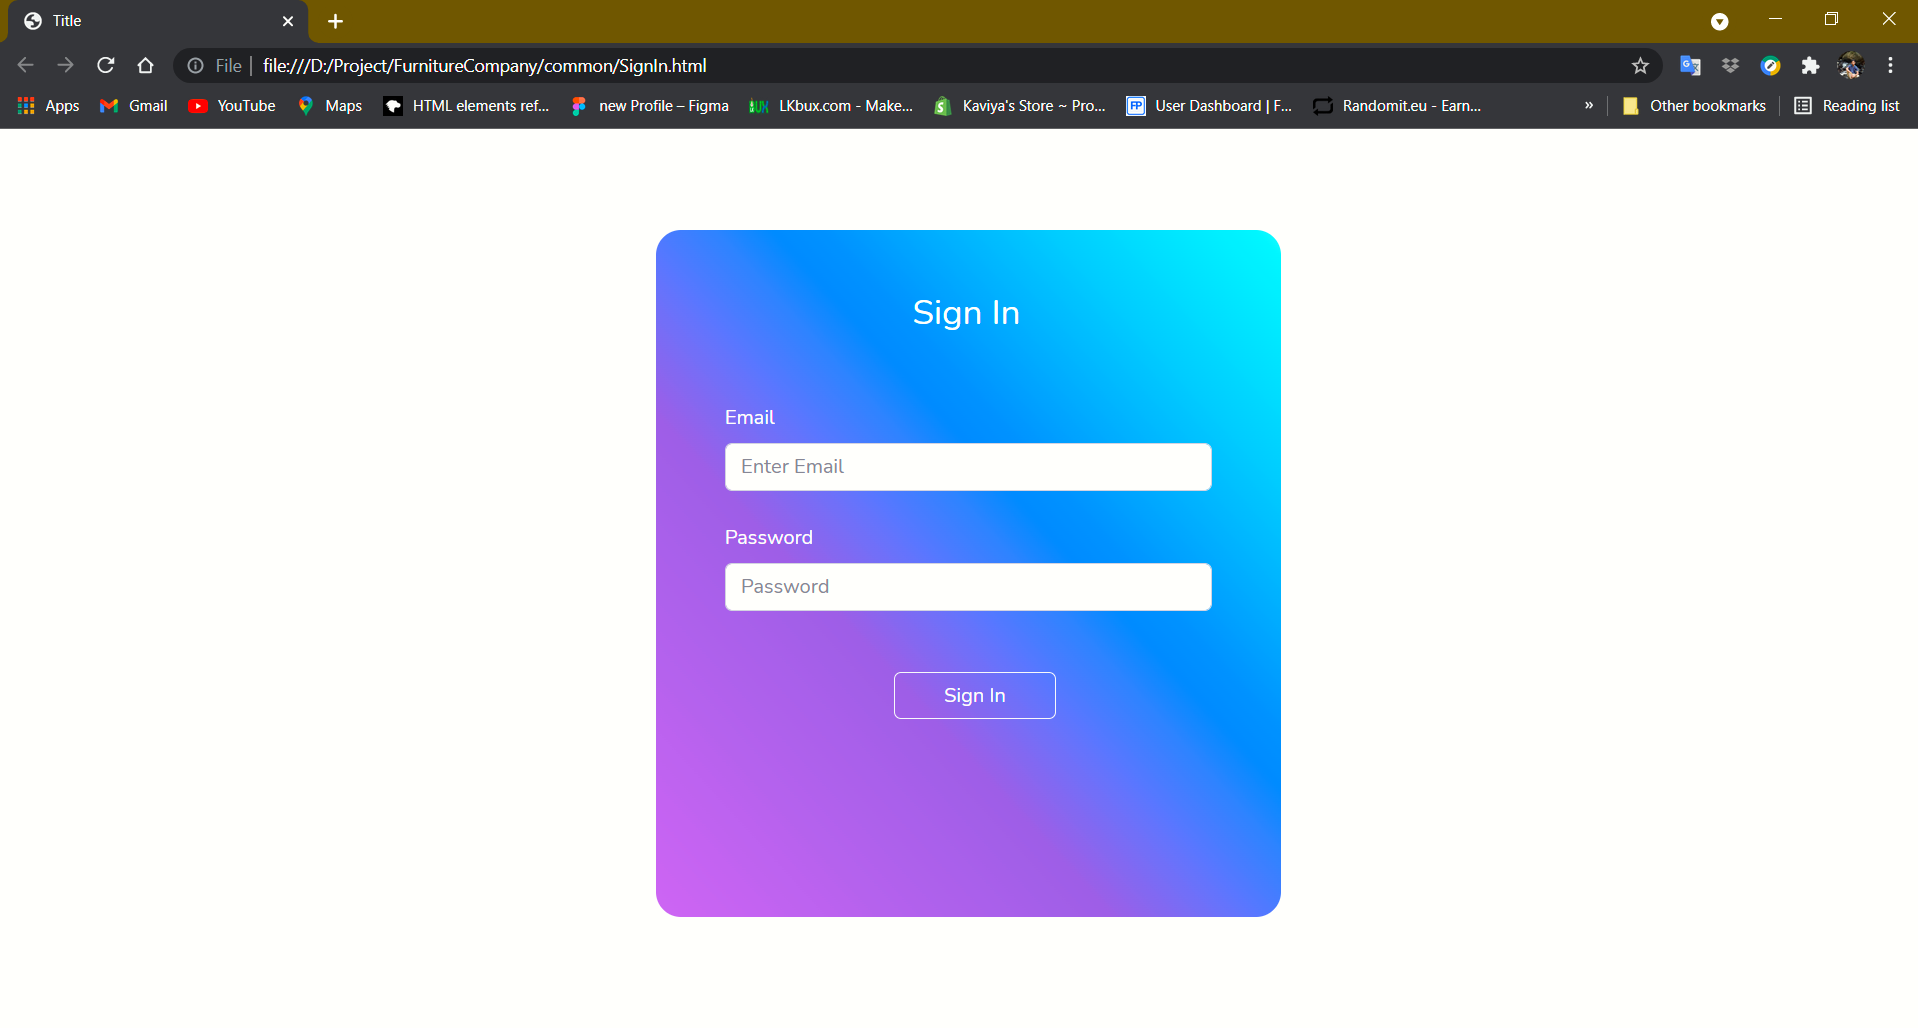 Title
File file:///D:/Project/FurnitureCompany/common/SignIn.html
Apps Gmail YouTube Maps HTML elements ref... new Profile – Figma LKbux.com - Make... Kaviya's Store ~ Pro... User Dashboard | F... Randomit.eu - Earn... » Other bookmarks Reading list
Sign In
Email
Enter Email
Password
Password
Sign In